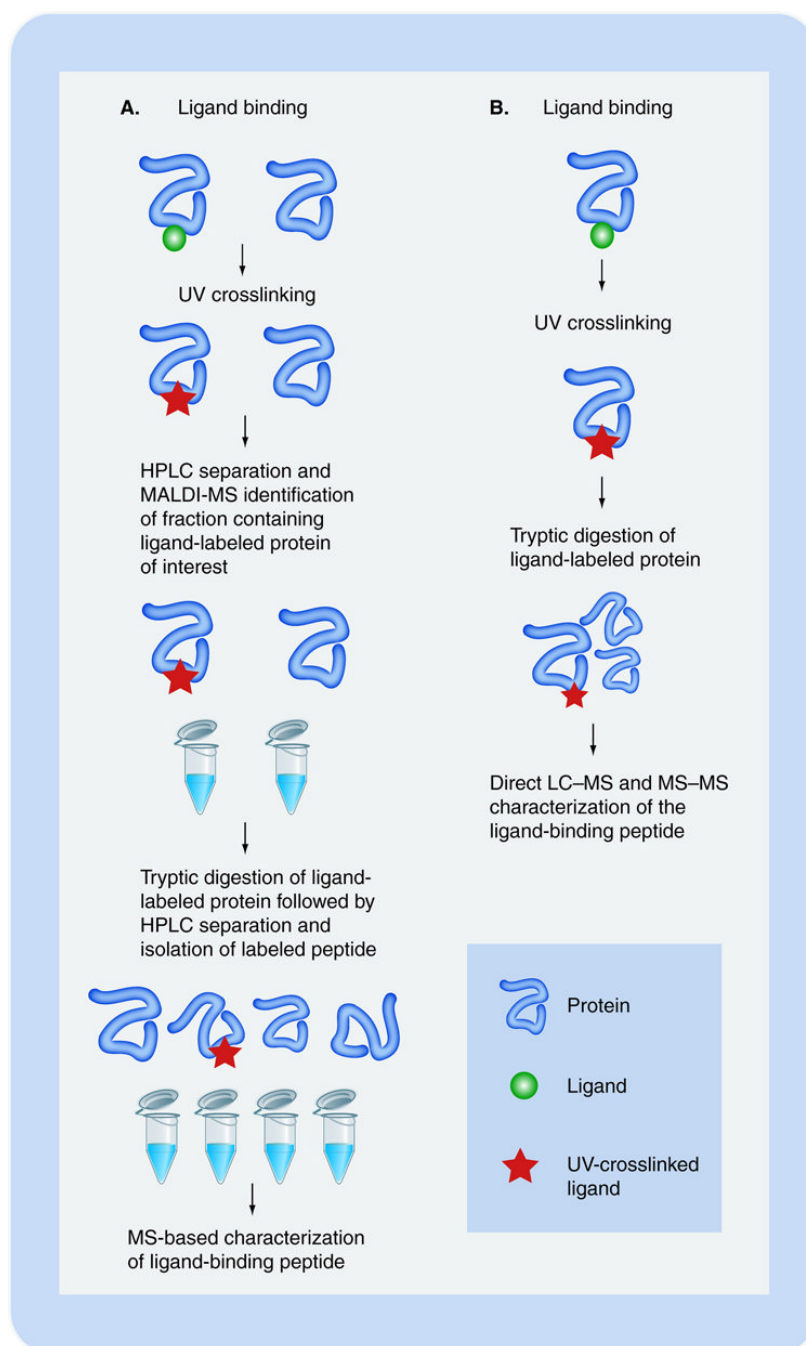 A. Ligand binding
UV crosslinking
HPLC separation and
MALDI-MS identification
of fraction containing
ligand-labeled protein
of interest
Tryptic digestion of ligand-
labeled protein followed by
HPLC separation and
isolation of labeled peptide
MS-based characterization
of ligand-binding peptide
B. Ligand binding
UV crosslinking
Tryptic digestion of
ligand-labeled protein
Direct LC–MS and MS–MS
characterization of the
ligand-binding peptide
Protein
Ligand
UV-crosslinked
ligand